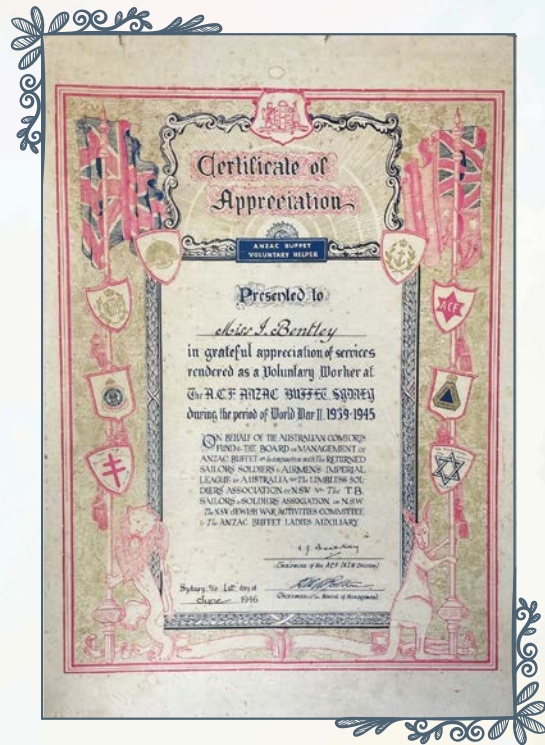 Certificate of
Appreciation
ANZAC BUFFET
VOLUNTARY HELPER
Presented to
Miss J. Bentley
in grateful appreciation of services
rendered as a Voluntary Worker at
The A.C.F. ANZAC BUFFET, SYDNEY
during the period of World War II. 1939-1945
ON BEHALF OF THE AUSTRALIAN COMFORTS
FUND & THE BOARD OF MANAGEMENT OF
ANZAC BUFFET in conjunction with The RETURNED
SAILORS SOLDIERS & AIRMENS IMPERIAL
LEAGUE OF AUSTRALIA The LIMBLESS SOL-
DIERS ASSOCIATION OF NSW The T.B.
SAILORS & SOLDIERS ASSOCIATION OF N.S.W.
The NSW JEWISH WAR ACTIVITIES COMMITTEE
& The ANZAC BUFFET LADIES AUXILIARY
Chairman of the ACF (NSW Division)
Sydney, the 1st day of
June 1946
Chairman of the Board of Management
ACF